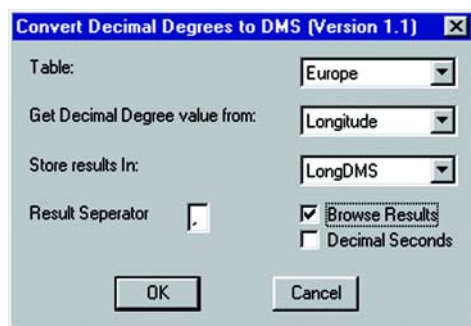 Convert Decimal Degrees to DMS (Version 1.1)
Table: Europe
Get Decimal Degree value from: Longitude
Store results In: LongDMS
Result Seperator , Browse Results
Decimal Seconds
OK Cancel